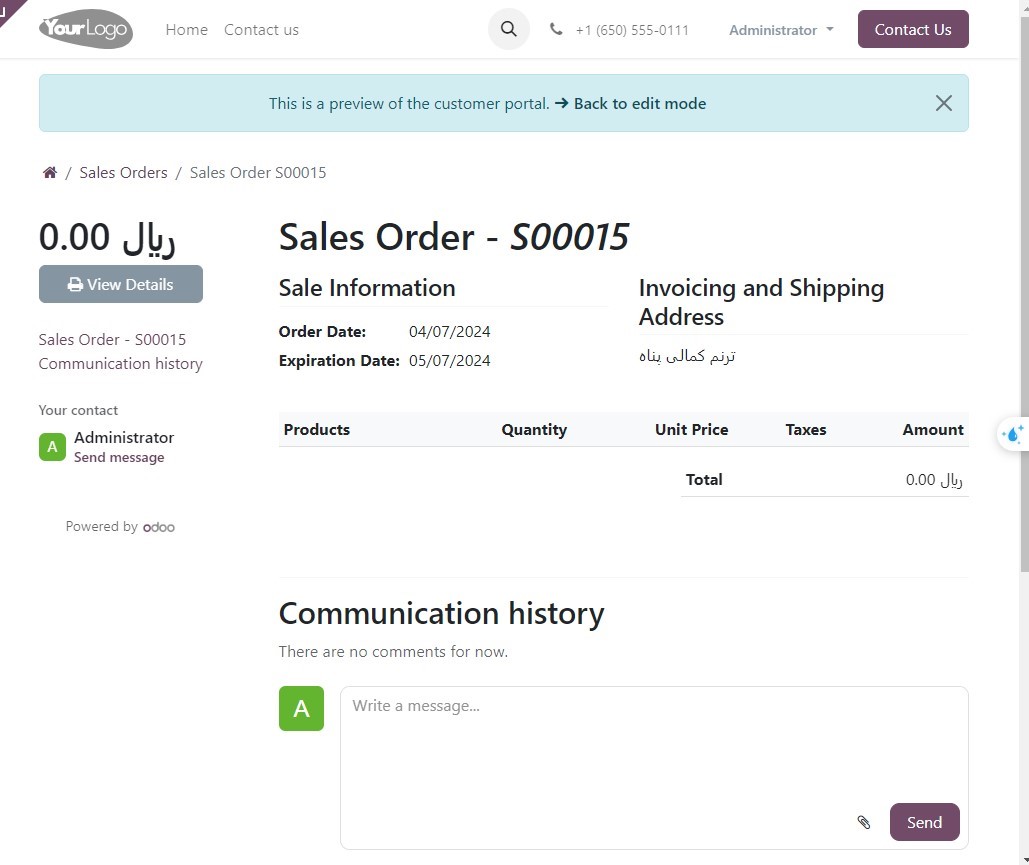 YourLogo
Home
Contact us
+1 (650) 555-0111
Administrator
Contact Us
This is a preview of the customer portal. ➔ Back to edit mode
/ Sales Orders / Sales Order S00015
0.00 ریال
View Details
Sales Order - S00015
Communication history
Your contact
A
Administrator
Send message
Powered by odoo
Sales Order - S00015
Sale Information
Order Date: 04/07/2024
Expiration Date: 05/07/2024
Invoicing and Shipping
Address
ترنم کمالی پناه
Products Quantity Unit Price Taxes Amount
Total 0.00 ریال
Communication history
There are no comments for now.
A
Write a message...
Send